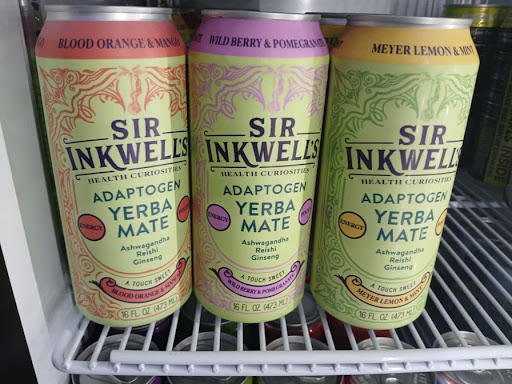 BLOOD ORANGE & MANGO
SIR
INKWELL'S
HEALTH CURIOSITIES
ADAPTOGEN
YERBA
MATE
ENERGY
Ashwagandha
Reishi
Ginseng
A TOUCH SWEET
BLOOD ORANGE & MANGO
16 FL OZ (473 mL)
WILD BERRY & POMEGRANATE
SIR
INKWELL'S
HEALTH CURIOSITIES
ADAPTOGEN
YERBA
MATE
ENERGY
Ashwagandha
Reishi
Ginseng
A TOUCH SWEET
WILD BERRY & POMEGRANATE
16 FL. OZ (473 mL)
MEYER LEMON & MINT
SIR
INKWELL'S
HEALTH CURIOSITIES
ADAPTOGEN
YERBA
MATE
ENERGY
Ashwagandha
Reishi
Ginseng
A TOUCH SWEET
MEYER LEMON & MINT
16 FL. OZ (473 mL)